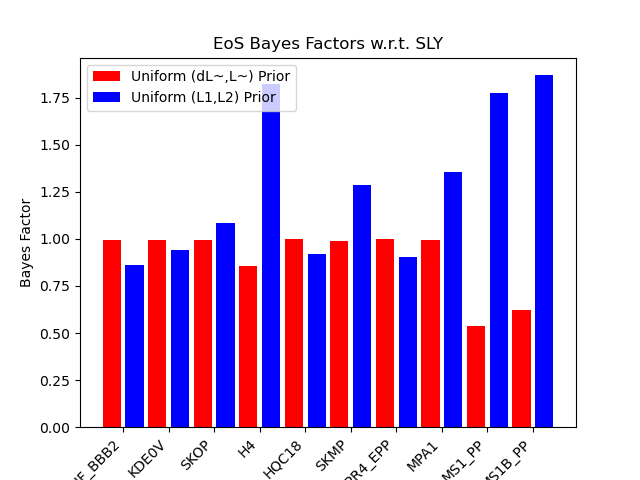 EoS Bayes Factors w.r.t. SLY
Uniform (dL~,L~) Prior
Uniform (L1,L2) Prior
Bayes Factor
1.75
1.50
1.25
1.00
0.75
0.50
0.25
0.00
KDE0V
SKOP
H4
HQC18
SKMP
MPA1
MS1_PP